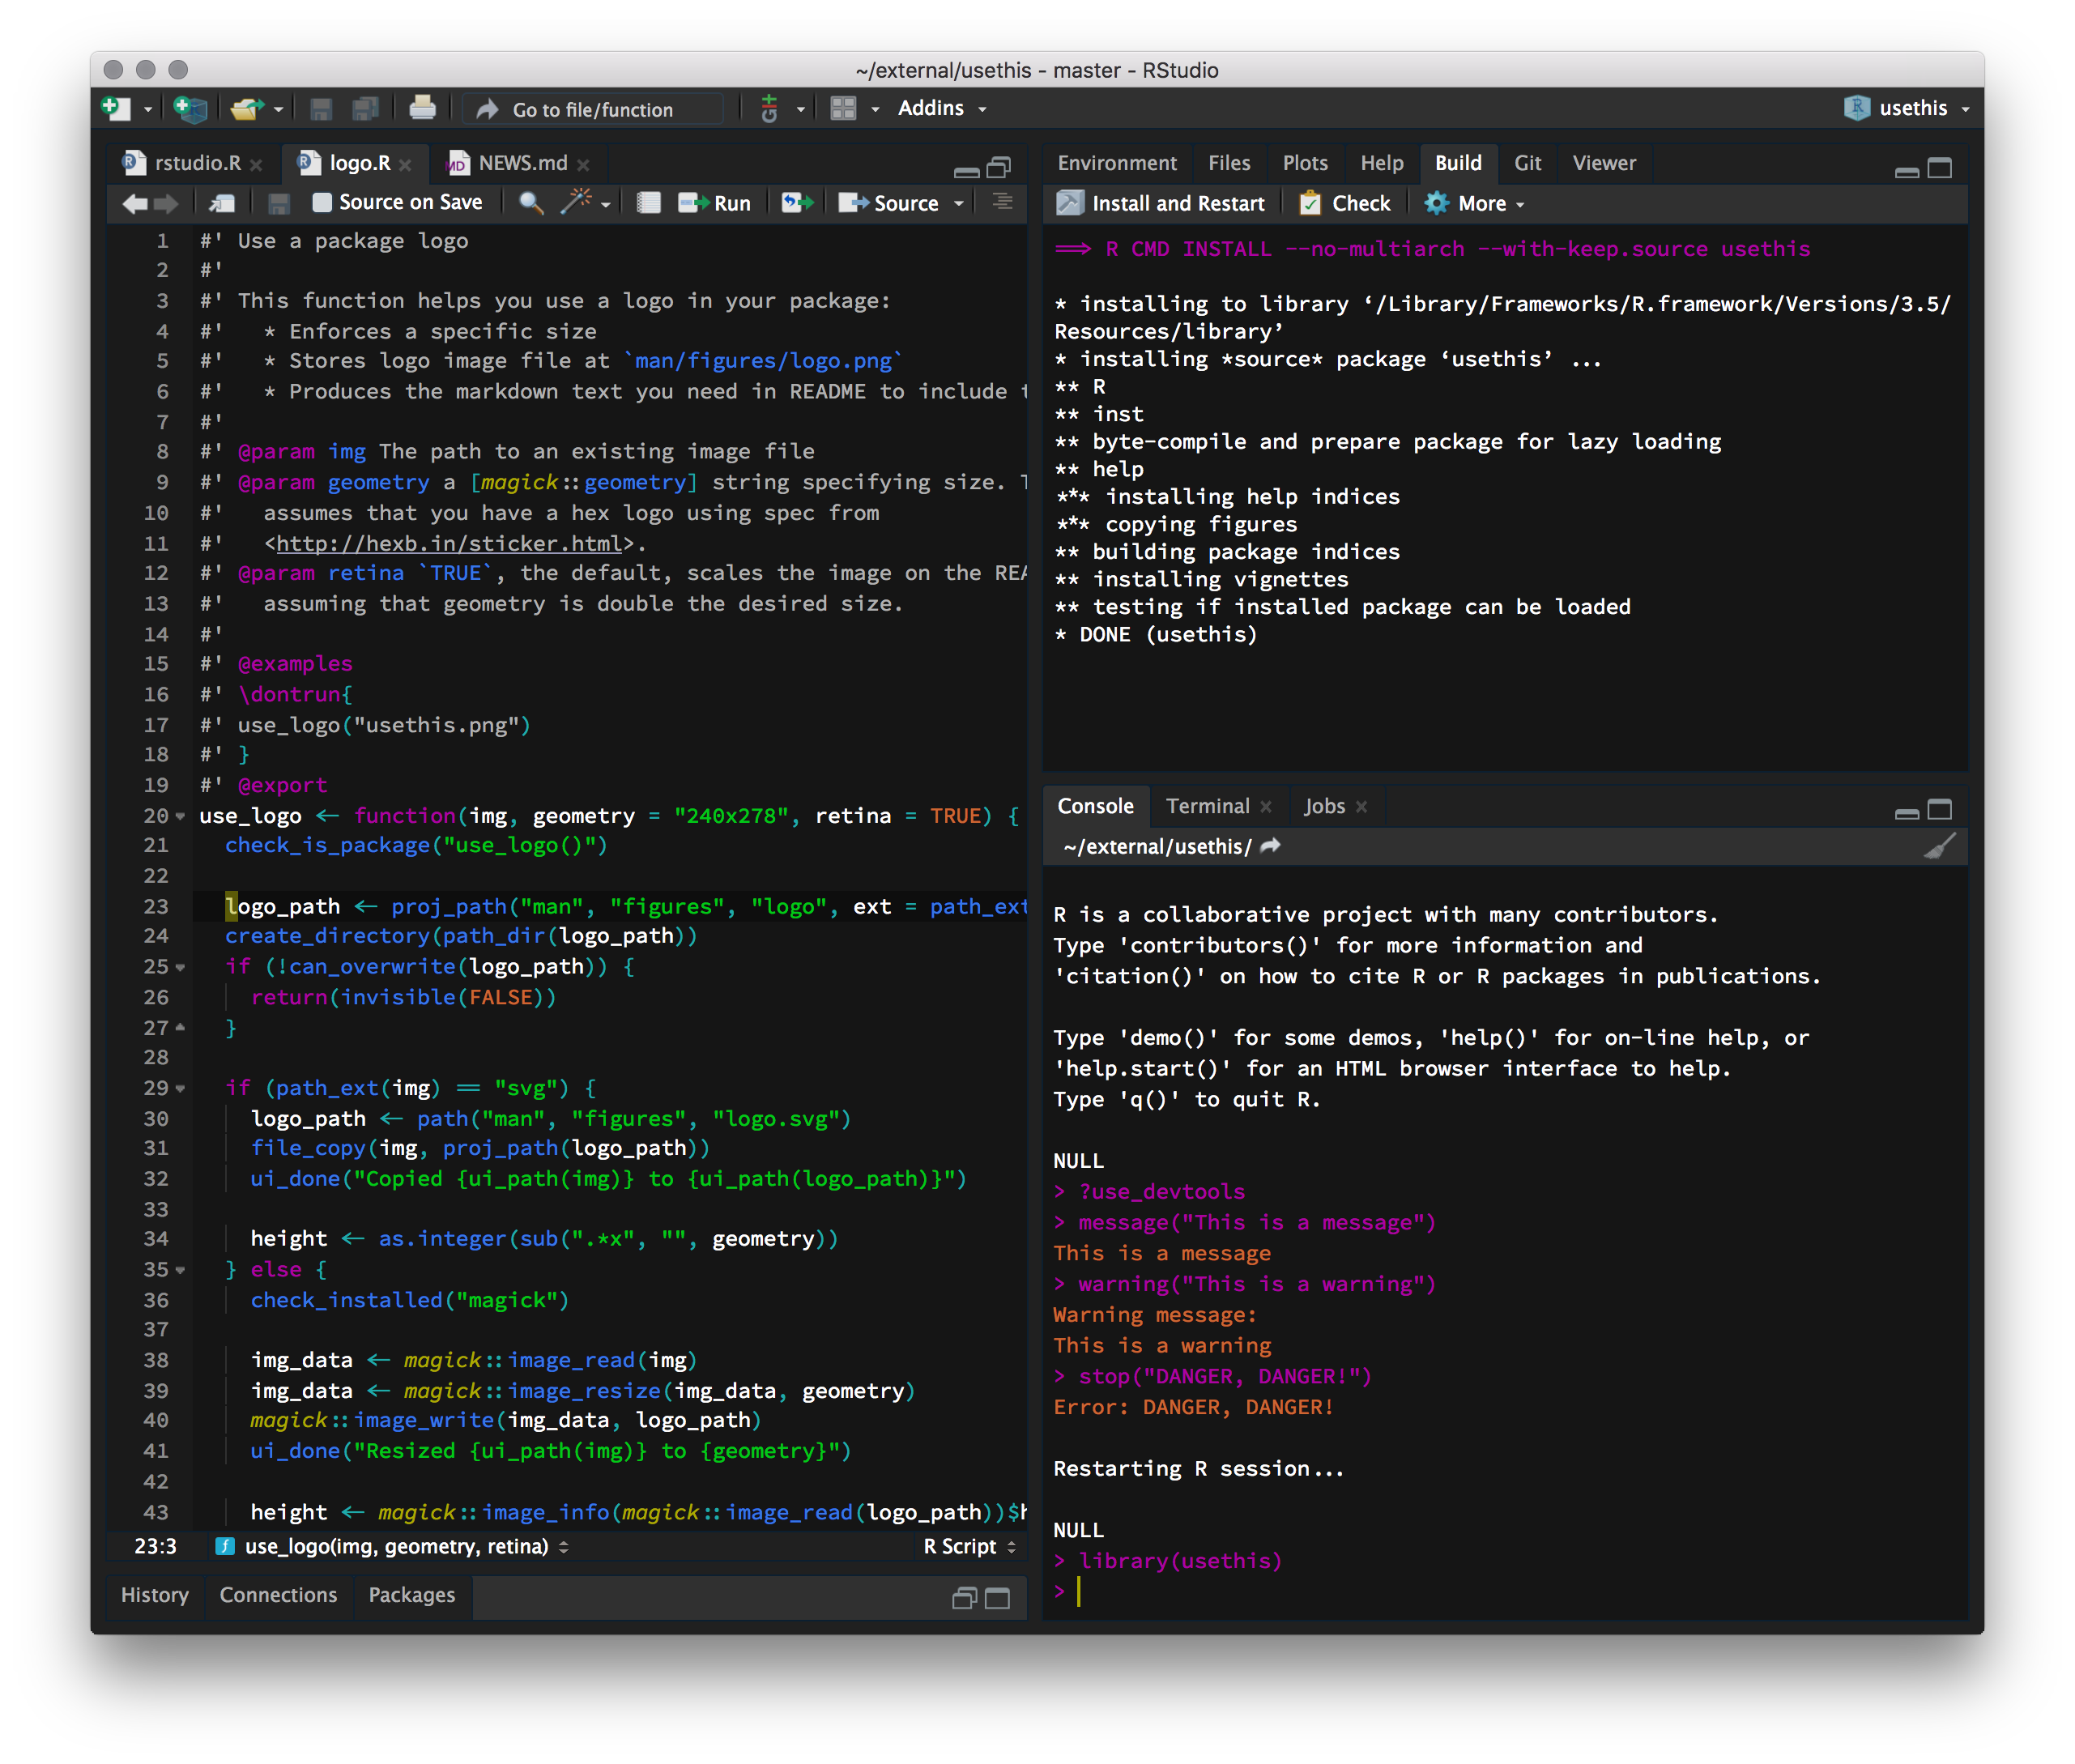 ~/external/usethis - master - RStudio
Go to file/function
Addins
usethis
rstudio.R
logo.R
NEWS.md
Source on Save
Run
Source
1 #' Use a package logo
2 #'
3 #' This function helps you use a logo in your package:
4 #'   * Enforces a specific size
5 #'   * Stores logo image file at `man/figures/logo.png`
6 #'   * Produces the markdown text you need in README to include
7 #'
8 #' @param img The path to an existing image file
9 #' @param geometry a [magick::geometry] string specifying size.
10 #'   assumes that you have a hex logo using spec from
11 #'   <http://hexb.in/sticker.html>.
12 #' @param retina `TRUE`, the default, scales the image on the
13 #'   assuming that geometry is double the desired size.
14 #'
15 #' @examples
16 #' \dontrun{
17 #' use_logo("usethis.png")
18 #' }
19 #' @export
20 use_logo <- function(img, geometry = "240x278", retina = TRUE) {
21   check_is_package("use_logo()")
22
23   logo_path <- proj_path("man", "figures", "logo", ext = path_ext
24   create_directory(path_dir(logo_path))
25   if (!can_overwrite(logo_path)) {
26     return(invisible(FALSE))
27   }
28
29   if (path_ext(img) == "svg") {
30     logo_path <- path("man", "figures", "logo.svg")
31     file_copy(img, proj_path(logo_path))
32     ui_done("Copied {ui_path(img)} to {ui_path(logo_path)}")
33
34     height <- as.integer(sub(".*x", "", geometry))
35   } else {
36     check_installed("magick")
37
38     img_data <- magick::image_read(img)
39     img_data <- magick::image_resize(img_data, geometry)
40     magick::image_write(img_data, logo_path)
41     ui_done("Resized {ui_path(img)} to {geometry}")
42
43     height <- magick::image_info(magick::image_read(logo_path))$h
23:3
use_logo(img, geometry, retina)
R Script
History
Connections
Packages
Environment
Files
Plots
Help
Build
Git
Viewer
Install and Restart
Check
More
==> R CMD INSTALL --no-multiarch --with-keep.source usethis
* installing to library ‘/Library/Frameworks/R.framework/Versions/3.5/
Resources/library’
* installing *source* package ‘usethis’ ...
** R
** inst
** byte-compile and prepare package for lazy loading
** help
*** installing help indices
*** copying figures
** building package indices
** installing vignettes
** testing if installed package can be loaded
* DONE (usethis)
Console
Terminal
Jobs
~/external/usethis/
R is a collaborative project with many contributors.
Type 'contributors()' for more information and
'citation()' on how to cite R or R packages in publications.
Type 'demo()' for some demos, 'help()' for on-line help, or
'help.start()' for an HTML browser interface to help.
Type 'q()' to quit R.
NULL
> ?use_devtools
> message("This is a message")
This is a message
> warning("This is a warning")
Warning message:
This is a warning
> stop("DANGER, DANGER!")
Error: DANGER, DANGER!
Restarting R session...
NULL
> library(usethis)
>